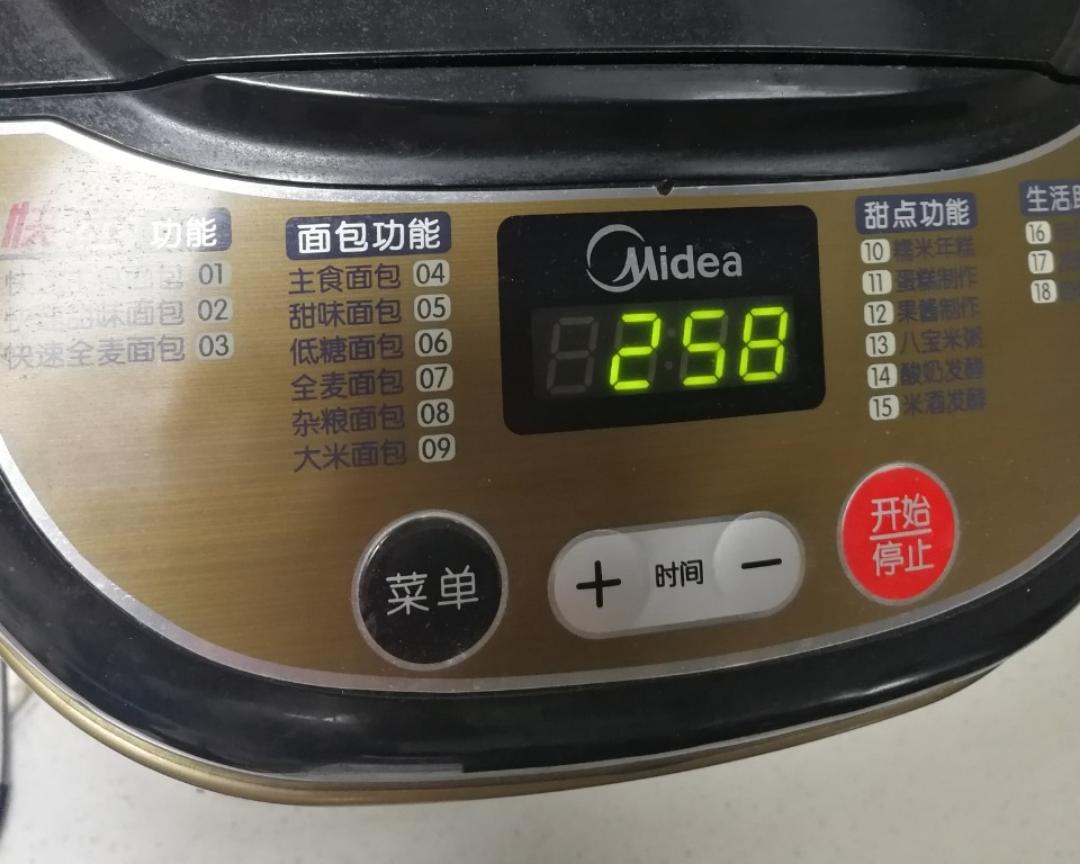 功能
01
味面包 02
快速全麦面包 03
面包功能
主食面包 04
甜味面包 05
低糖面包 06
全麦面包 07
杂粮面包 08
大米面包 09
Midea
258
甜点功能
10 糯米年糕
11 蛋糕制作
12 果酱制作
13 八宝米粥
14 酸奶发酵
15 米酒发酵
生活
16
17
18
菜单
+ 时间 −
开始
停止